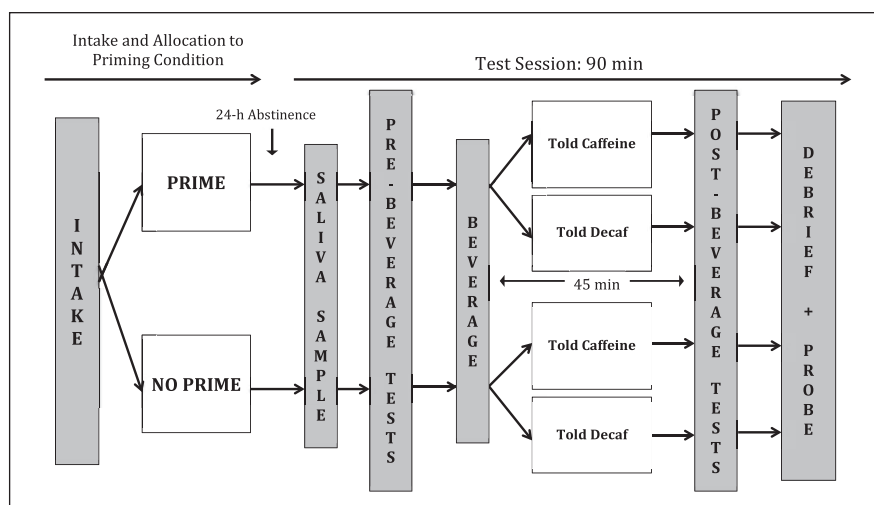 Intake and Allocation to
Priming Condition
Test Session: 90 min
24-h Abstinence
INTAKE
PRIME
NO PRIME
SALIVA SAMPLE
PRE-BEVERAGE TESTS
BEVERAGE
Told Caffeine
Told Decaf
45 min
Told Caffeine
Told Decaf
POST-BEVERAGE TESTS
DEBRIEF + PROBE